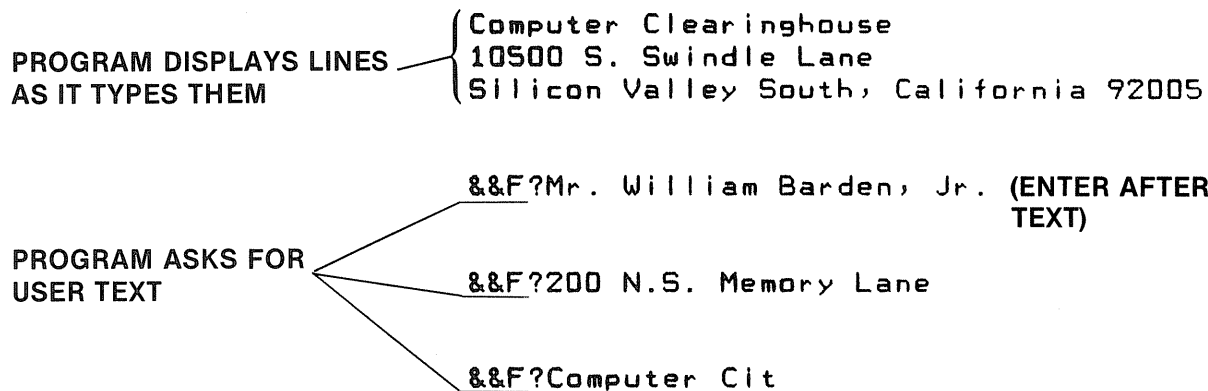 Computer Clearinghouse
PROGRAM DISPLAYS LINES
10500 S. Swindle Lane
AS IT TYPES THEM
Silicon Valley South, California 92005
&&F?Mr. William Barden, Jr. (ENTER AFTER
TEXT)
PROGRAM ASKS FOR
USER TEXT
&&F?200 N.S. Memory Lane
&&F?Computer Cit